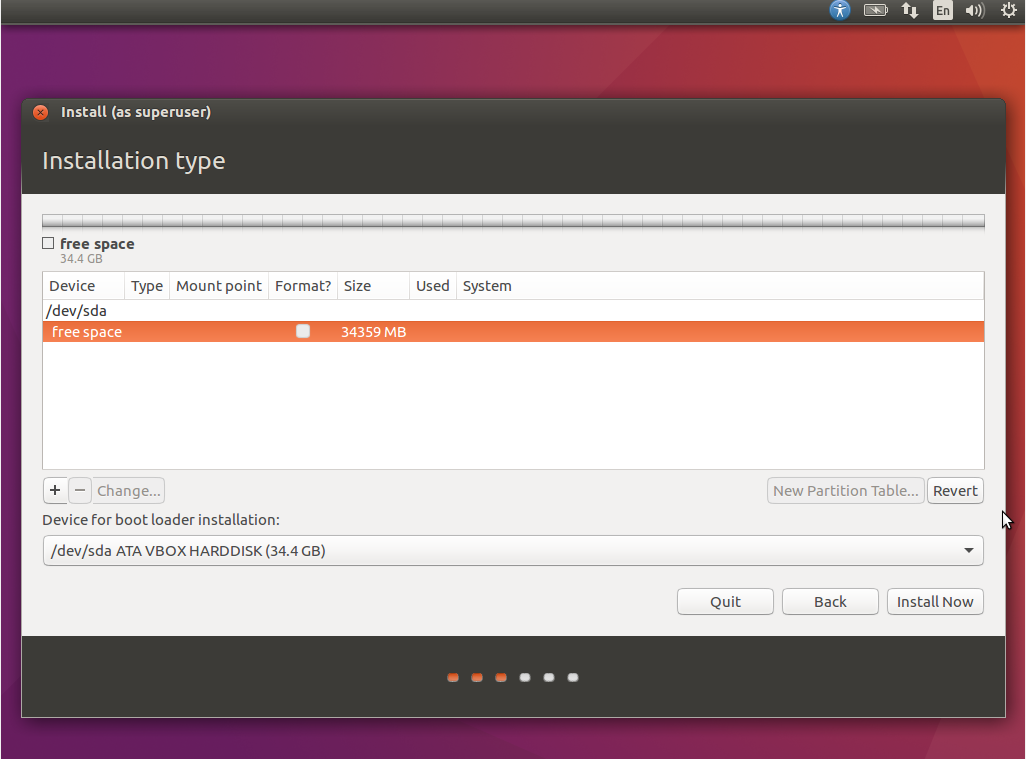 En
Install (as superuser)
Installation type
free space
34.4 GB
Device Type Mount point Format? Size Used System
/dev/sda
free space 34359 MB
+ − Change... New Partition Table... Revert
Device for boot loader installation:
/dev/sda ATA VBOX HARDDISK (34.4 GB)
Quit Back Install Now